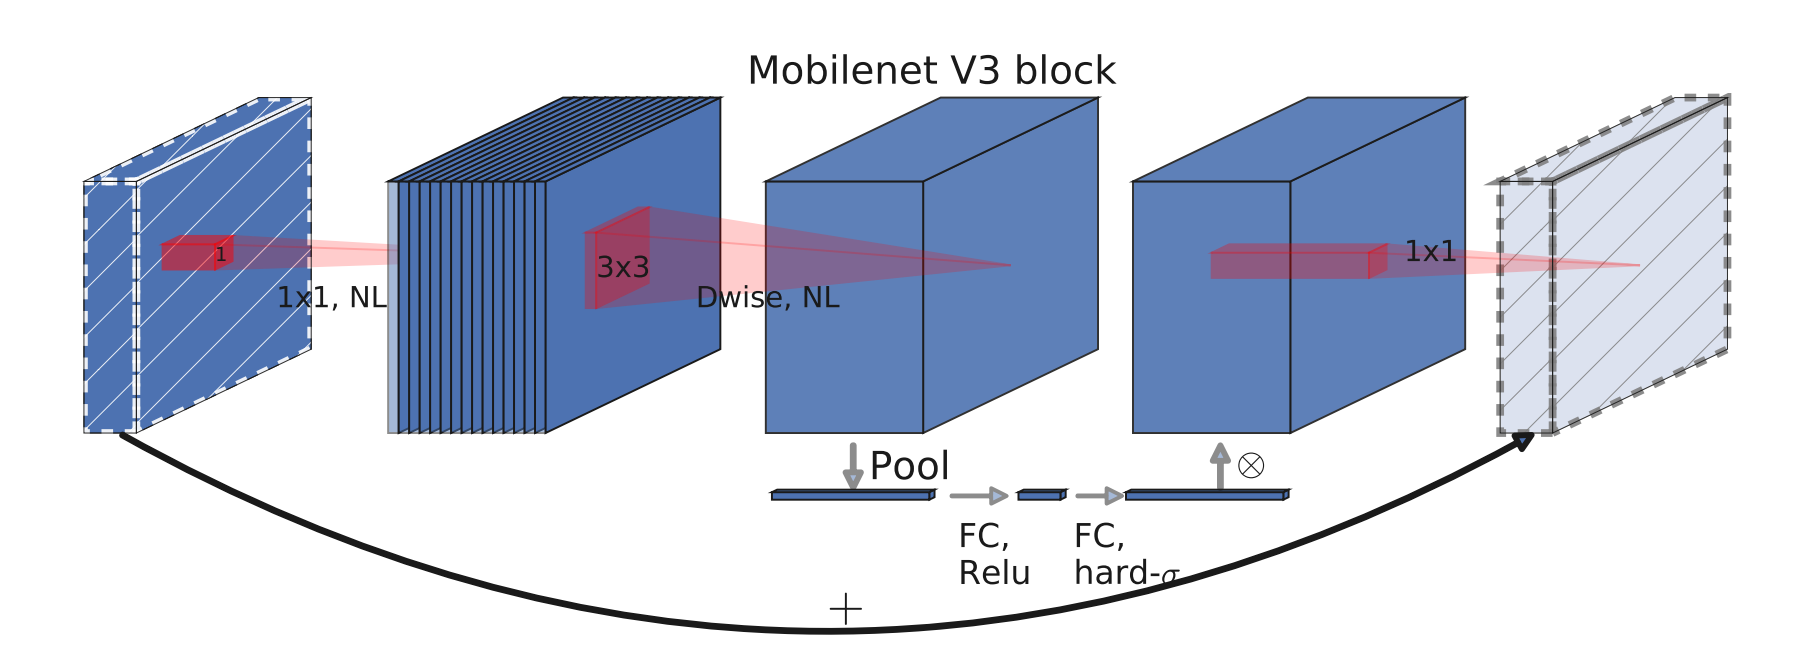 Mobilenet V3 block
1
1x1, NL
3x3
Dwise, NL
1x1
Pool
⊗
FC,
Relu
FC,
hard-σ
+